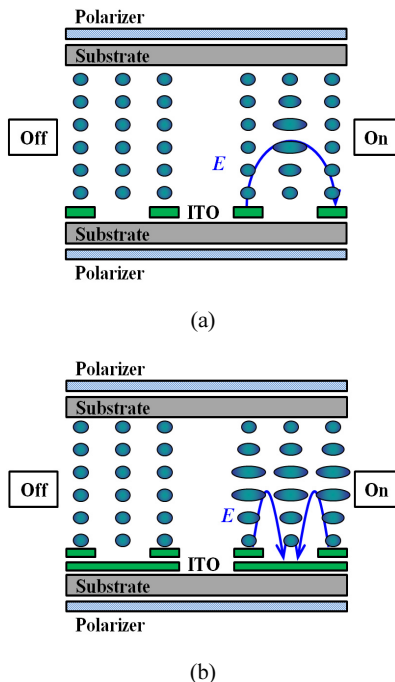 Polarizer
Substrate
Off
On
E
ITO
Substrate
Polarizer
(a)
Polarizer
Substrate
Off
On
E
ITO
Substrate
Polarizer
(b)